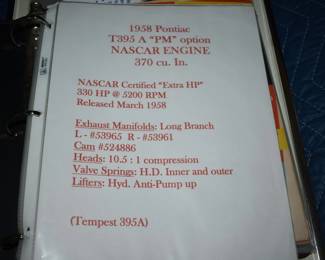 1958 Pontiac
T395 A "PM" option
NASCAR ENGINE
370 cu. In.
NASCAR Certified "Extra HP"
330 HP @ 5200 RPM
Released March 1958
Exhaust Manifolds: Long Branch
L - #53965 R - #53961
Cam #524886
Heads: 10.5 : 1 compression
Valve Springs: H.D. Inner and outer
Lifters: Hyd. Anti-Pump up
(Tempest 395A)